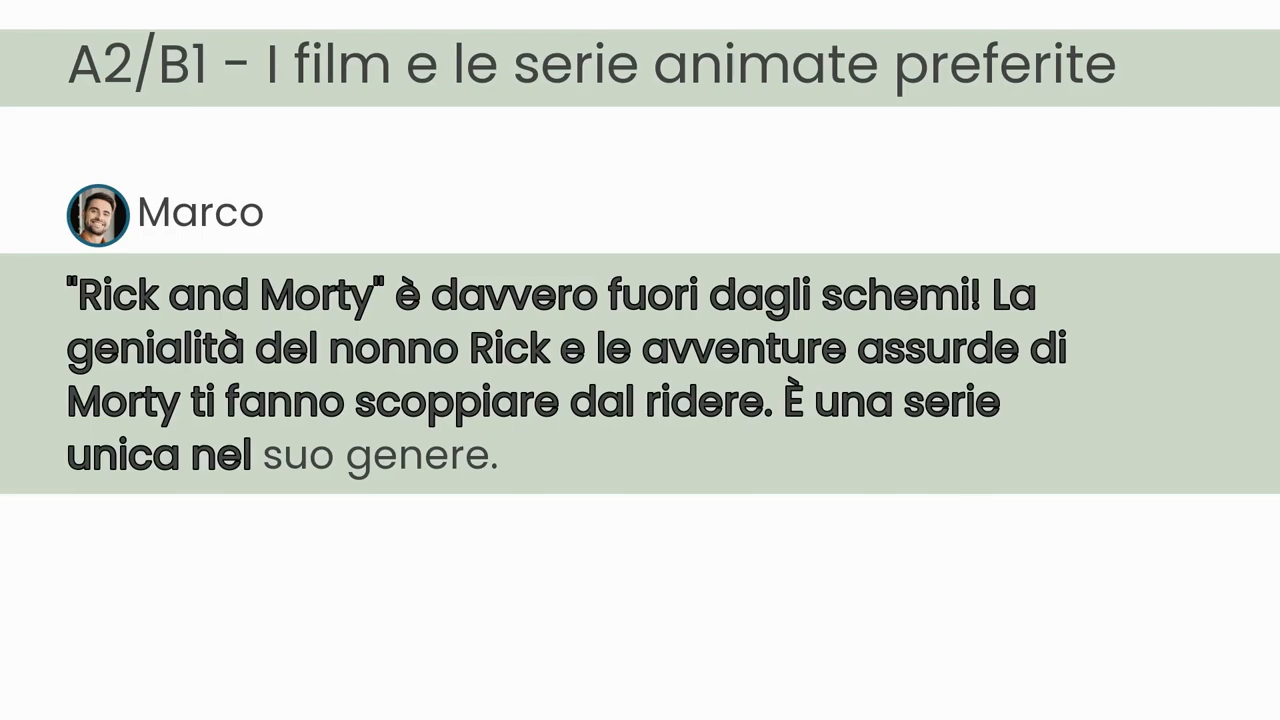 A2/B1 - I film e le serie animate preferite
Marco
"Rick and Morty" è davvero fuori dagli schemi! La
genialità del nonno Rick e le avventure assurde di
Morty ti fanno scoppiare dal ridere. È una serie
unica nel suo genere.